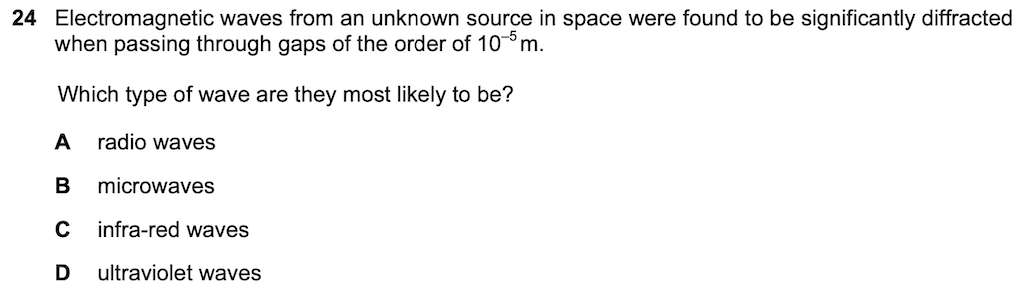 24 Electromagnetic waves from an unknown source in space were found to be significantly diffracted
when passing through gaps of the order of 10⁻⁵ m.
Which type of wave are they most likely to be?
A radio waves
B microwaves
C infra-red waves
D ultraviolet waves